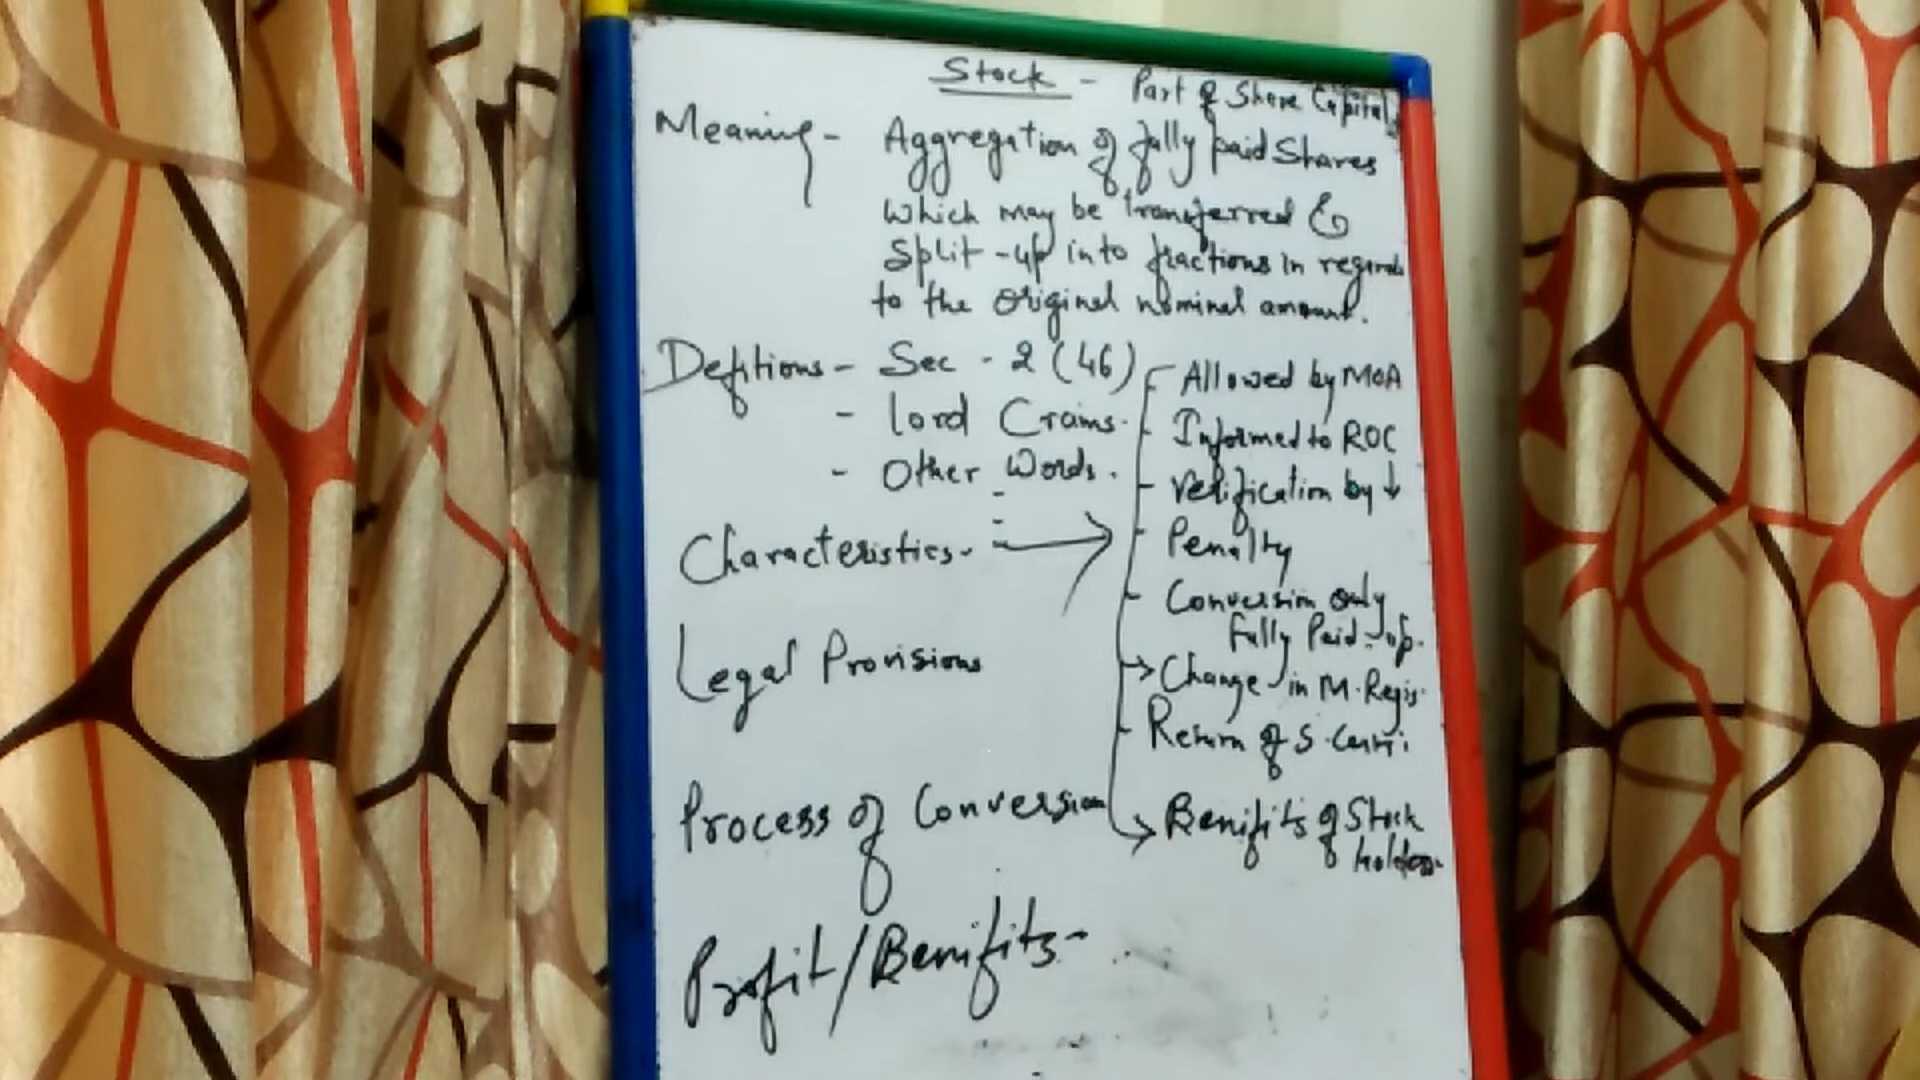 Stock - Part of Share Capital
Meaning - Aggregation of fully paid Shares
Which may be transferred &
Split-up into fractions in regards
to the original nominal amount.
Defitions - Sec - 2 (46)
- Lord Crams.
- Other Words.
Characteristics.
Legal Provisions
Process of Conversion
Profit/Benifits-
Allowed by MOA
Informed to ROC
Verification by ↓
Penalty
Conversion only
fully Paid-up.
Change in M.Regis.
Return of S.Certi.
Benifits of Stock
holders.